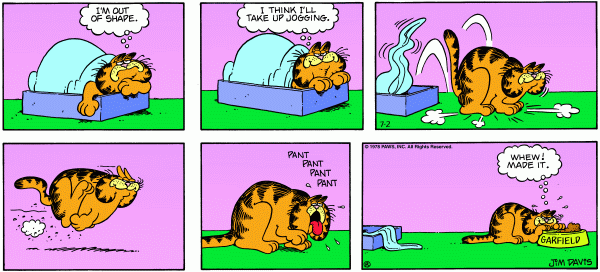 I'M OUT
OF SHAPE.
I THINK I'LL
TAKE UP JOGGING.
7-2
PANT
PANT
PANT
PANT
© 1978 PAWS, INC. All Rights Reserved.
WHEW!
MADE IT.
GARFIELD
JIM DAVIS